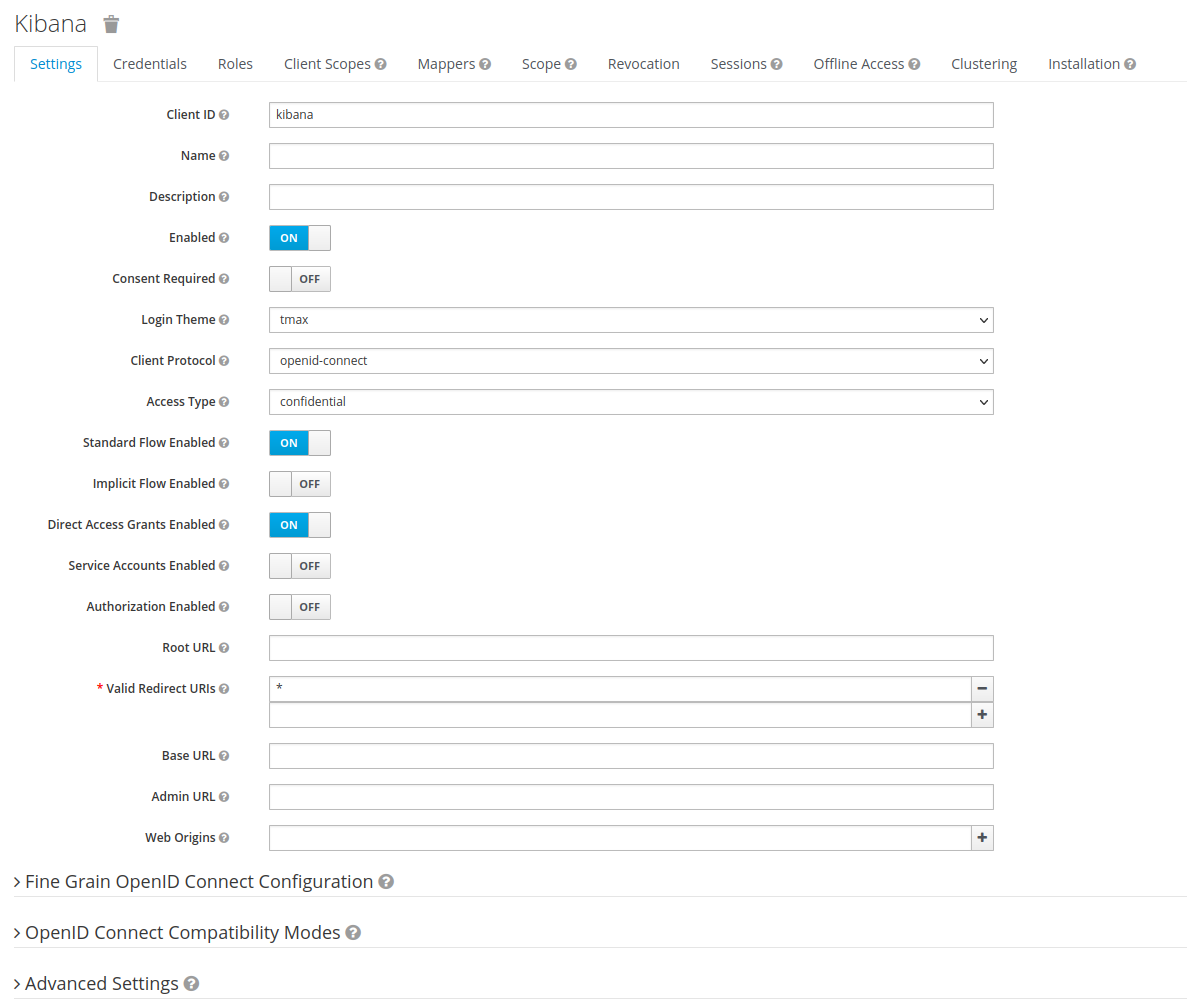 Kibana
Settings Credentials Roles Client Scopes Mappers Scope Revocation Sessions Offline Access Clustering Installation
Client ID kibana
Name
Description
Enabled ON
Consent Required OFF
Login Theme tmax
Client Protocol openid-connect
Access Type confidential
Standard Flow Enabled ON
Implicit Flow Enabled OFF
Direct Access Grants Enabled ON
Service Accounts Enabled OFF
Authorization Enabled OFF
Root URL
* Valid Redirect URIs *
Base URL
Admin URL
Web Origins
Fine Grain OpenID Connect Configuration
OpenID Connect Compatibility Modes
Advanced Settings